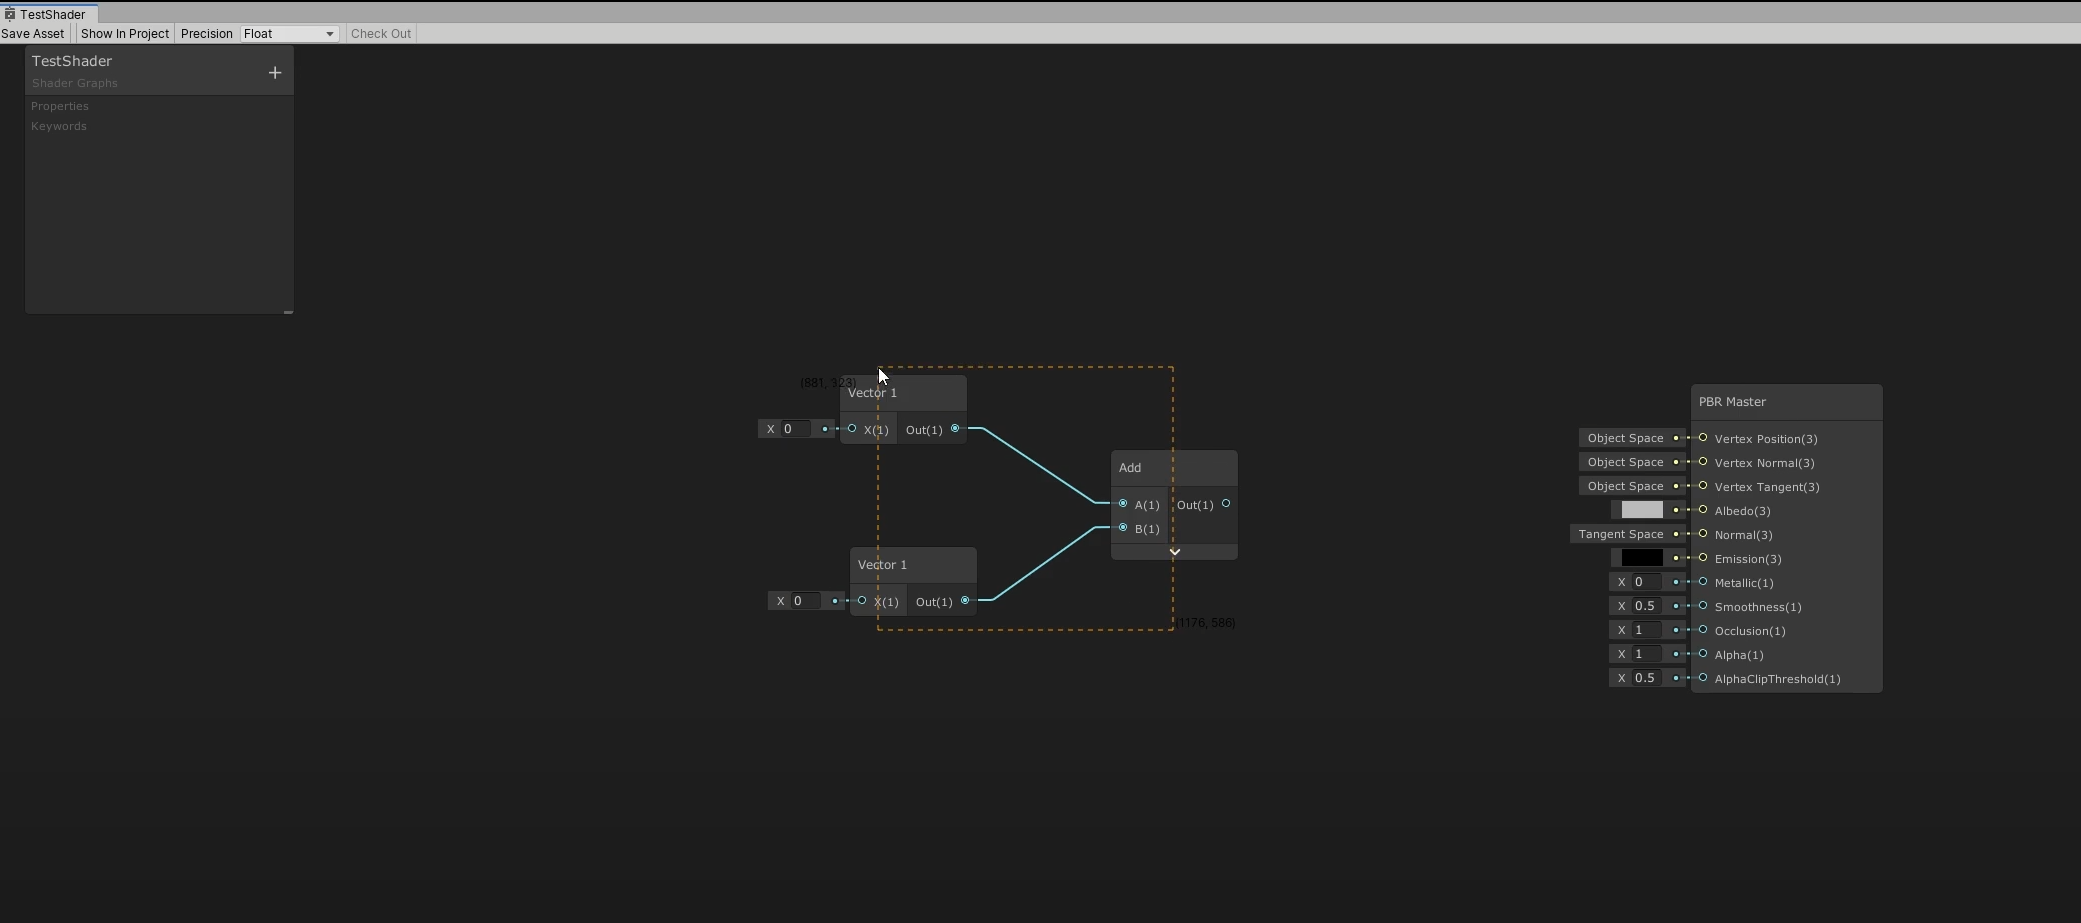 TestShader
Save Asset Show In Project Precision Float Check Out
TestShader
Shader Graphs
Properties
Keywords
(881, 323)
Vector 1
X 0 X(1) Out(1)
Add
A(1) Out(1)
B(1)
Vector 1
X 0 X(1) Out(1)
(1176, 586)
PBR Master
Object Space Vertex Position(3)
Object Space Vertex Normal(3)
Object Space Vertex Tangent(3)
Albedo(3)
Tangent Space Normal(3)
Emission(3)
X 0 Metallic(1)
X 0.5 Smoothness(1)
X 1 Occlusion(1)
X 1 Alpha(1)
X 0.5 AlphaClipThreshold(1)